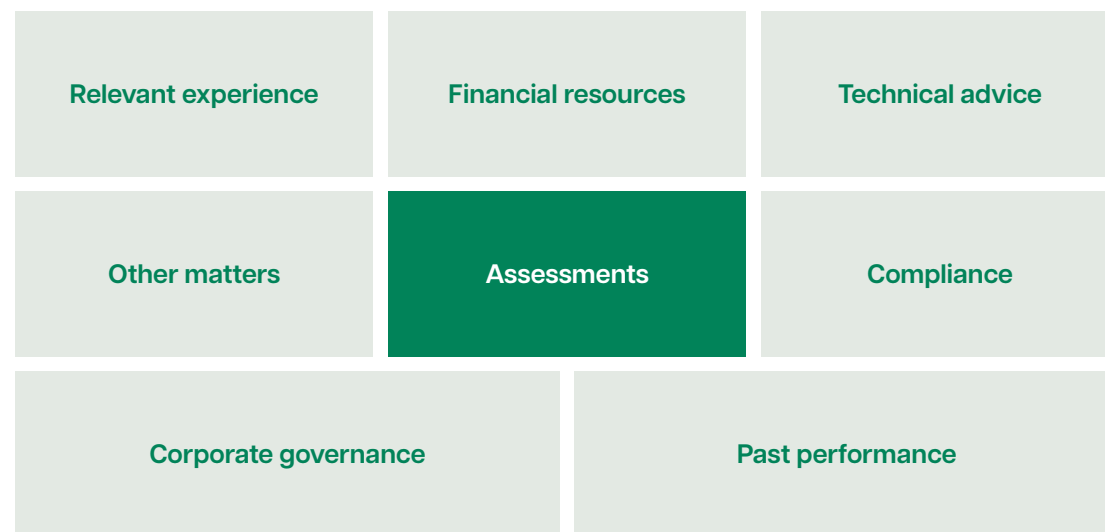 Relevant experience
Financial resources
Technical advice
Other matters
Assessments
Compliance
Corporate governance
Past performance